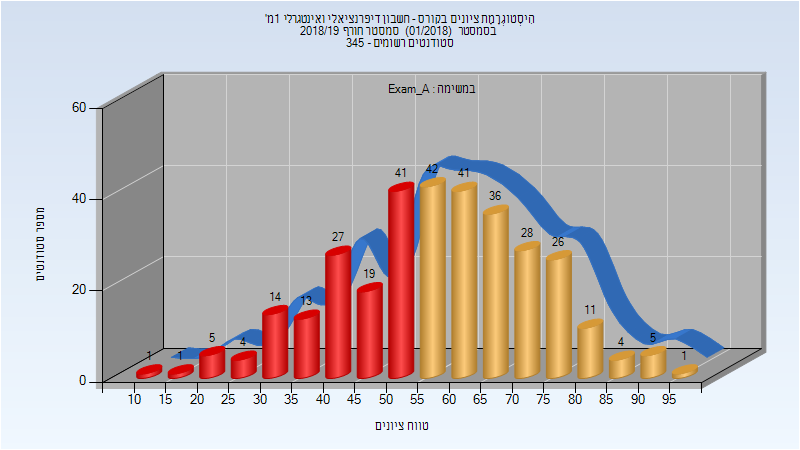 היסטוגרמת ציונים בקורס - חשבון דיפרנציאלי ואינטגרלי 1מ'
בסמסטר (01/2018) סמסטר חורף 2018/19
סטודנטים רשומים - 345
במשימה : Exam_A
מספר סטודנטים
60
40
20
0
1 1 5 4 14 13 27 19 41 42 41 36 28 26 11 4 5 1
10 15 20 25 30 35 40 45 50 55 60 65 70 75 80 85 90 95
טווח ציונים